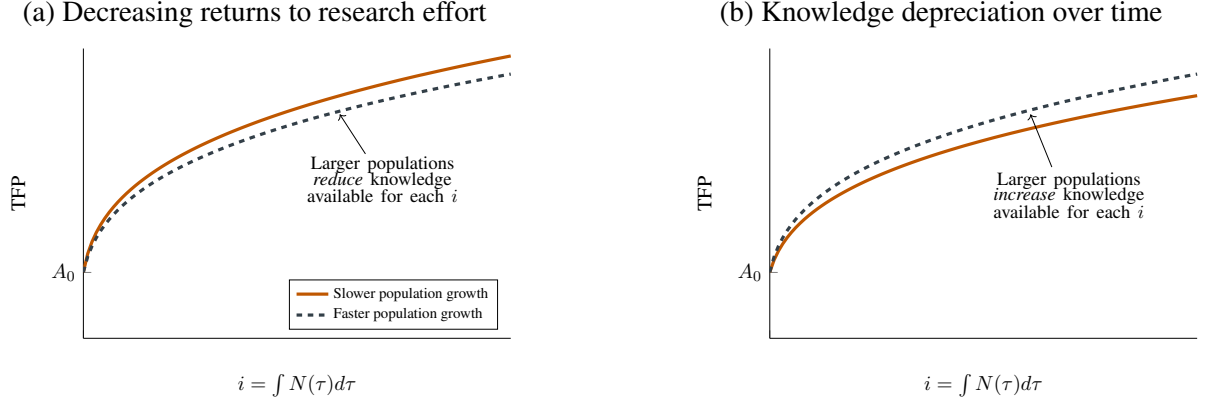 (a) Decreasing returns to research effort
TFP
A₀
Larger populations
reduce knowledge
available for each i
Slower population growth
Faster population growth
i = ∫ N(τ)dτ
(b) Knowledge depreciation over time
TFP
A₀
Larger populations
increase knowledge
available for each i
i = ∫ N(τ)dτ